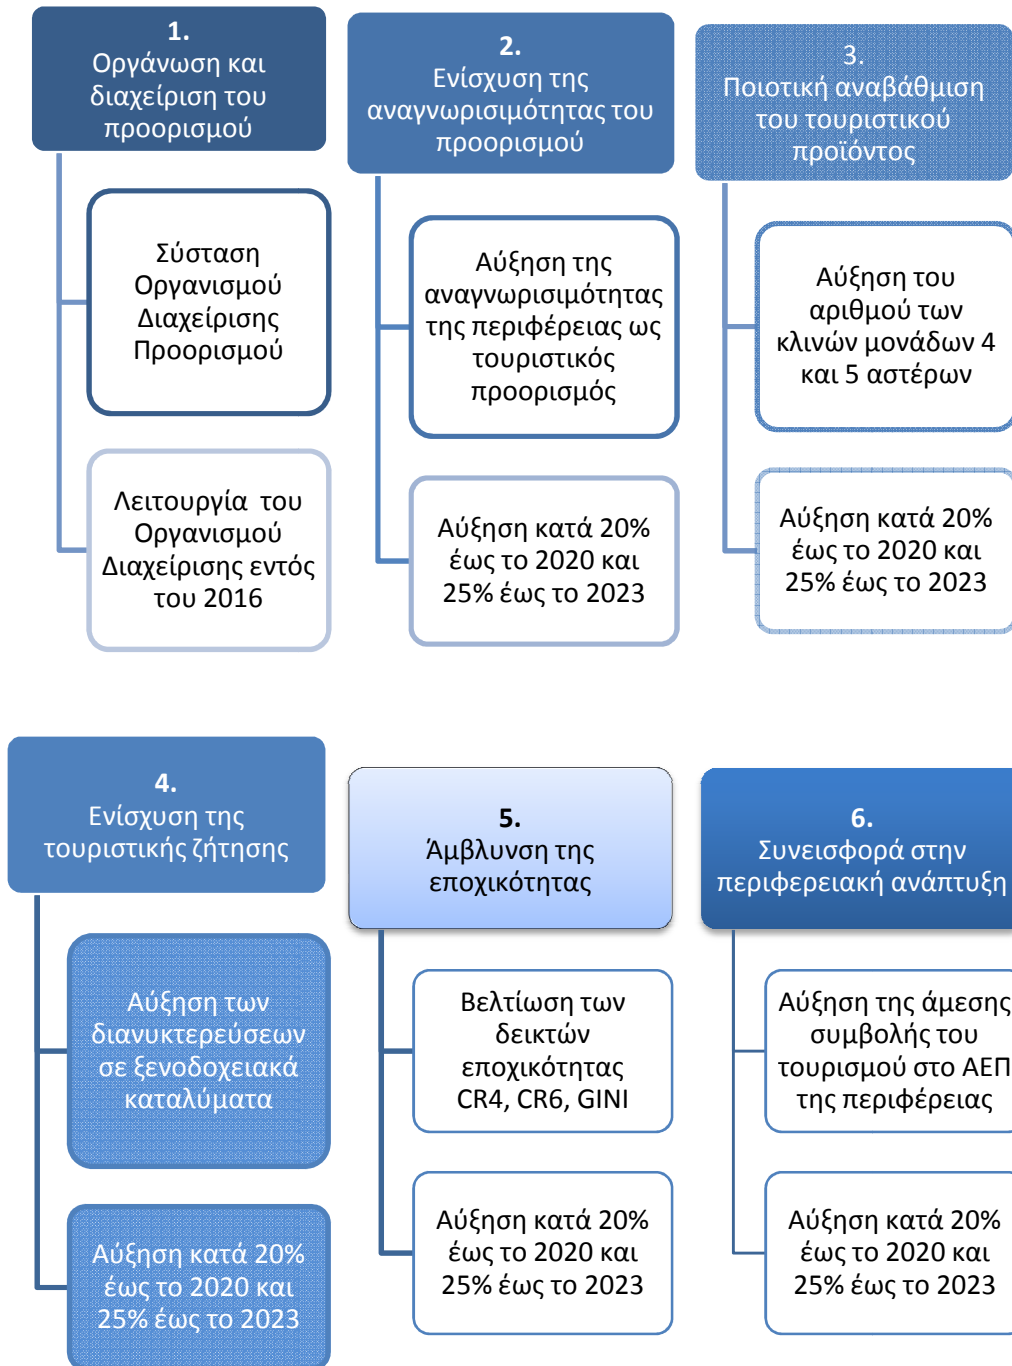 1.
Οργάνωση και
διαχείριση του
προορισμού
Σύσταση
Οργανισμού
Διαχείρισης
Προορισμού
Λειτουργία του
Οργανισμού
Διαχείρισης εντός
του 2016
2.
Ενίσχυση της
αναγνωρισιμότητας του
προορισμού
Αύξηση της
αναγνωρισιμότητας
της περιφέρειας ως
τουριστικός
προορισμός
Αύξηση κατά 20%
έως το 2020 και
25% έως το 2023
3.
Ποιοτική αναβάθμιση
του τουριστικού
προϊόντος
Αύξηση του
αριθμού των
κλινών μονάδων 4
και 5 αστέρων
Αύξηση κατά 20%
έως το 2020 και
25% έως το 2023
4.
Ενίσχυση της
τουριστικής ζήτησης
Αύξηση των
διανυκτερεύσεων
σε ξενοδοχειακά
καταλύματα
Αύξηση κατά 20%
έως το 2020 και
25% έως το 2023
5.
Άμβλυνση της
εποχικότητας
Βελτίωση των
δεικτών
εποχικότητας
CR4, CR6, GINI
Αύξηση κατά 20%
έως το 2020 και
25% έως το 2023
6.
Συνεισφορά στην
περιφερειακή ανάπτυξη
Αύξηση της άμεσης
συμβολής του
τουρισμού στο ΑΕΠ
της περιφέρειας
Αύξηση κατά 20%
έως το 2020 και
25% έως το 2023